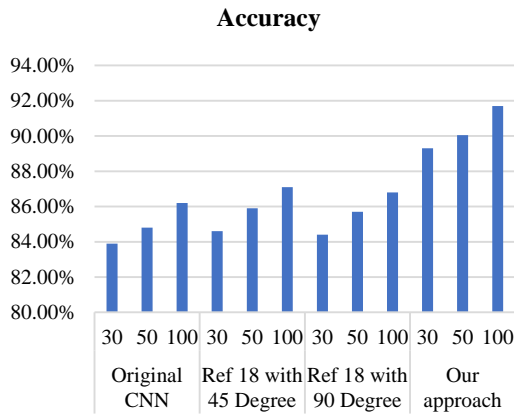 Accuracy
94.00%
92.00%
90.00%
88.00%
86.00%
84.00%
82.00%
80.00%
30 50 100 30 50 100 30 50 100 30 50 100
Original CNN
Ref 18 with 45 Degree
Ref 18 with 90 Degree
Our approach